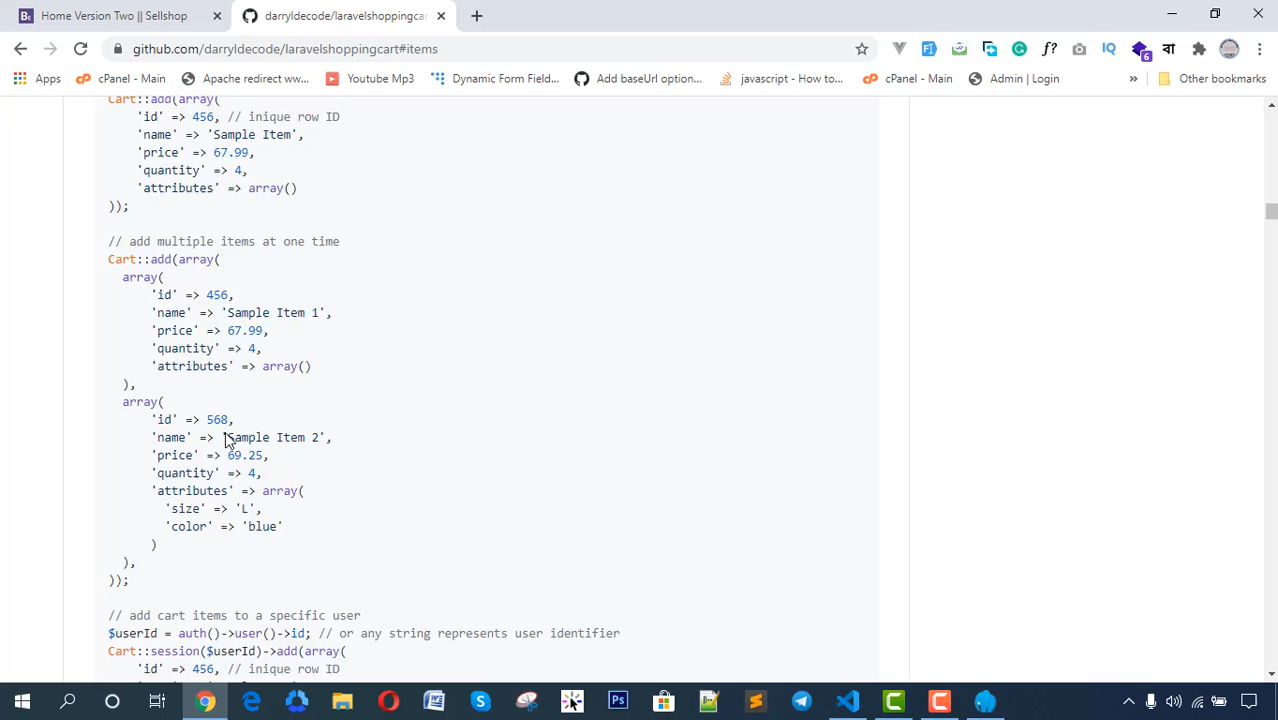 Home Version Two || Sellshop
darryldecode/laravelshoppingcart
github.com/darryldecode/laravelshoppingcart#items
f? IQ বা 6
Apps cPanel - Main Apache redirect ww... Youtube Mp3 Dynamic Form Field... Add baseUrl option... javascript - How to... cPanel - Main Admin | Login » Other bookmarks
Cart::add(array(
'id' => 456, // inique row ID
'name' => 'Sample Item',
'price' => 67.99,
'quantity' => 4,
'attributes' => array()
));
// add multiple items at one time
Cart::add(array(
array(
'id' => 456,
'name' => 'Sample Item 1',
'price' => 67.99,
'quantity' => 4,
'attributes' => array()
),
array(
'id' => 568,
'name' => 'Sample Item 2',
'price' => 69.25,
'quantity' => 4,
'attributes' => array(
'size' => 'L',
'color' => 'blue'
)
),
));
// add cart items to a specific user
$userId = auth()->user()->id; // or any string represents user identifier
Cart::session($userId)->add(array(
'id' => 456, // inique row ID